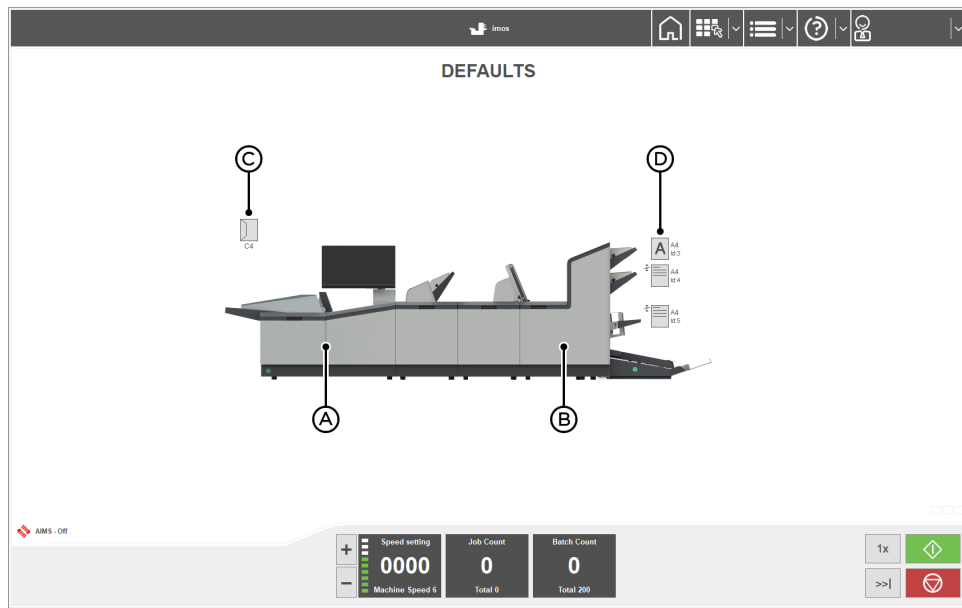 imos
DEFAULTS
C
D
C4
A
A4
Id:3
A4
Id:4
A4
Id:5
A
B
AIMS - Off
+
−
Speed setting
0000
Machine Speed 6
Job Count
0
Total 0
Batch Count
0
Total 200
1x
>>|